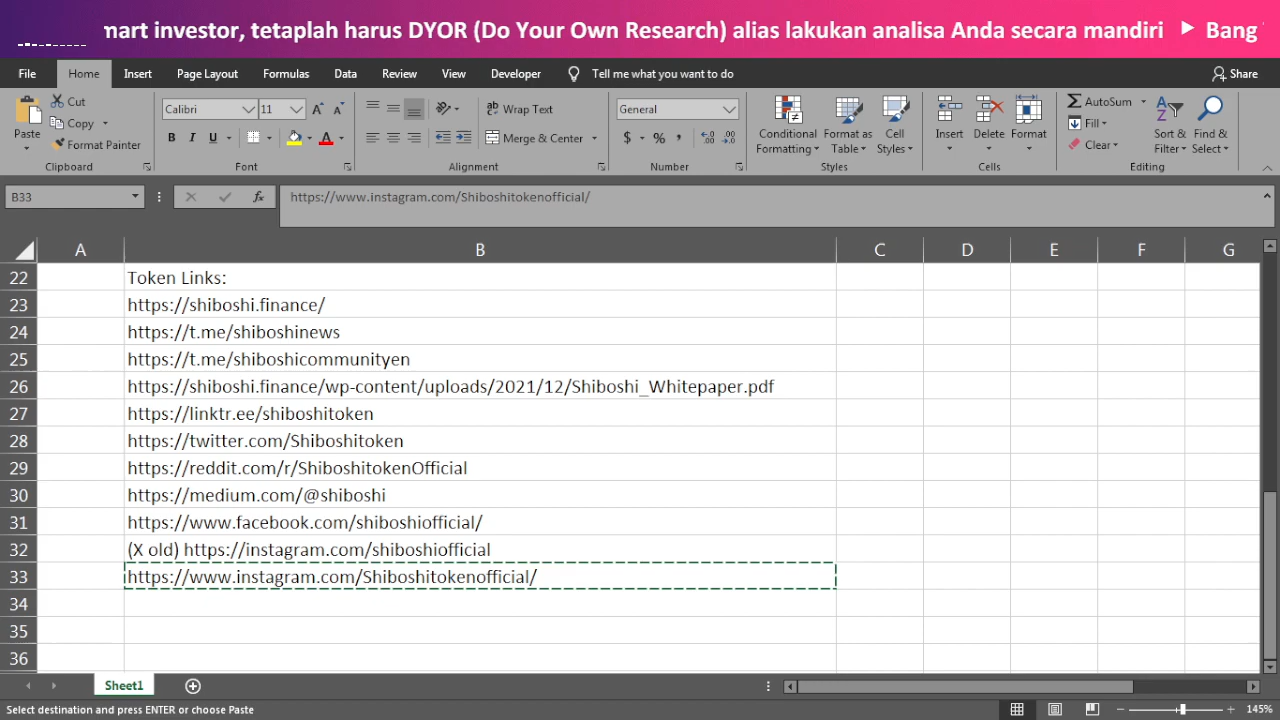 mart investor, tetaplah harus DYOR (Do Your Own Research) alias lakukan analisa Anda secara mandiri ▶ Bang
File Home Insert Page Layout Formulas Data Review View Developer Tell me what you want to do Share
Paste
Cut
Copy
Format Painter
Clipboard
Calibri 11
B I U A
Font
Wrap Text
Merge & Center
Alignment
General
$ % ,
Number
Conditional Formatting
Format as Table
Cell Styles
Styles
Insert Delete Format
Cells
AutoSum
Fill
Clear
Sort & Filter
Find & Select
Editing
B33 fx https://www.instagram.com/Shiboshitokenofficial/
A B C D E F G
22 Token Links:
23 https://shiboshi.finance/
24 https://t.me/shiboshinews
25 https://t.me/shiboshicommunityen
26 https://shiboshi.finance/wp-content/uploads/2021/12/Shiboshi_Whitepaper.pdf
27 https://linktr.ee/shiboshitoken
28 https://twitter.com/Shiboshitoken
29 https://reddit.com/r/ShiboshitokenOfficial
30 https://medium.com/@shiboshi
31 https://www.facebook.com/shiboshiofficial/
32 (X old) https://instagram.com/shiboshiofficial
33 https://www.instagram.com/Shiboshitokenofficial/
34
35
36
Sheet1
Select destination and press ENTER or choose Paste 145%